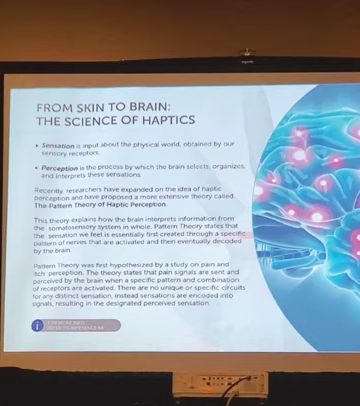 FROM SKIN TO BRAIN:
THE SCIENCE OF HAPTICS
• Sensation is input about the physical world, obtained by our
sensory receptors.
• Perception is the process by which the brain selects, organizes,
and interprets these sensations.
Recently, researchers have expanded on the idea of haptic
perception and have proposed a more extensive theory called
The Pattern Theory of Haptic Perception.
This theory explains how the brain interprets information from
the somatosensory system in whole. Pattern Theory states that
the sensation we feel is essentially first created through a specific
pattern of nerves that are activated and then eventually decoded
by the brain.
Pattern Theory was first hypothesized by a study on pain and
itch perception. The theory states that pain signals are sent and
perceived by the brain when a specific pattern and combination
of receptors are activated. There are no unique or specific circuits
for any distinct sensation, instead sensations are encoded into
signals, resulting in the designated perceived sensation.
i
FOR MORE INFO,